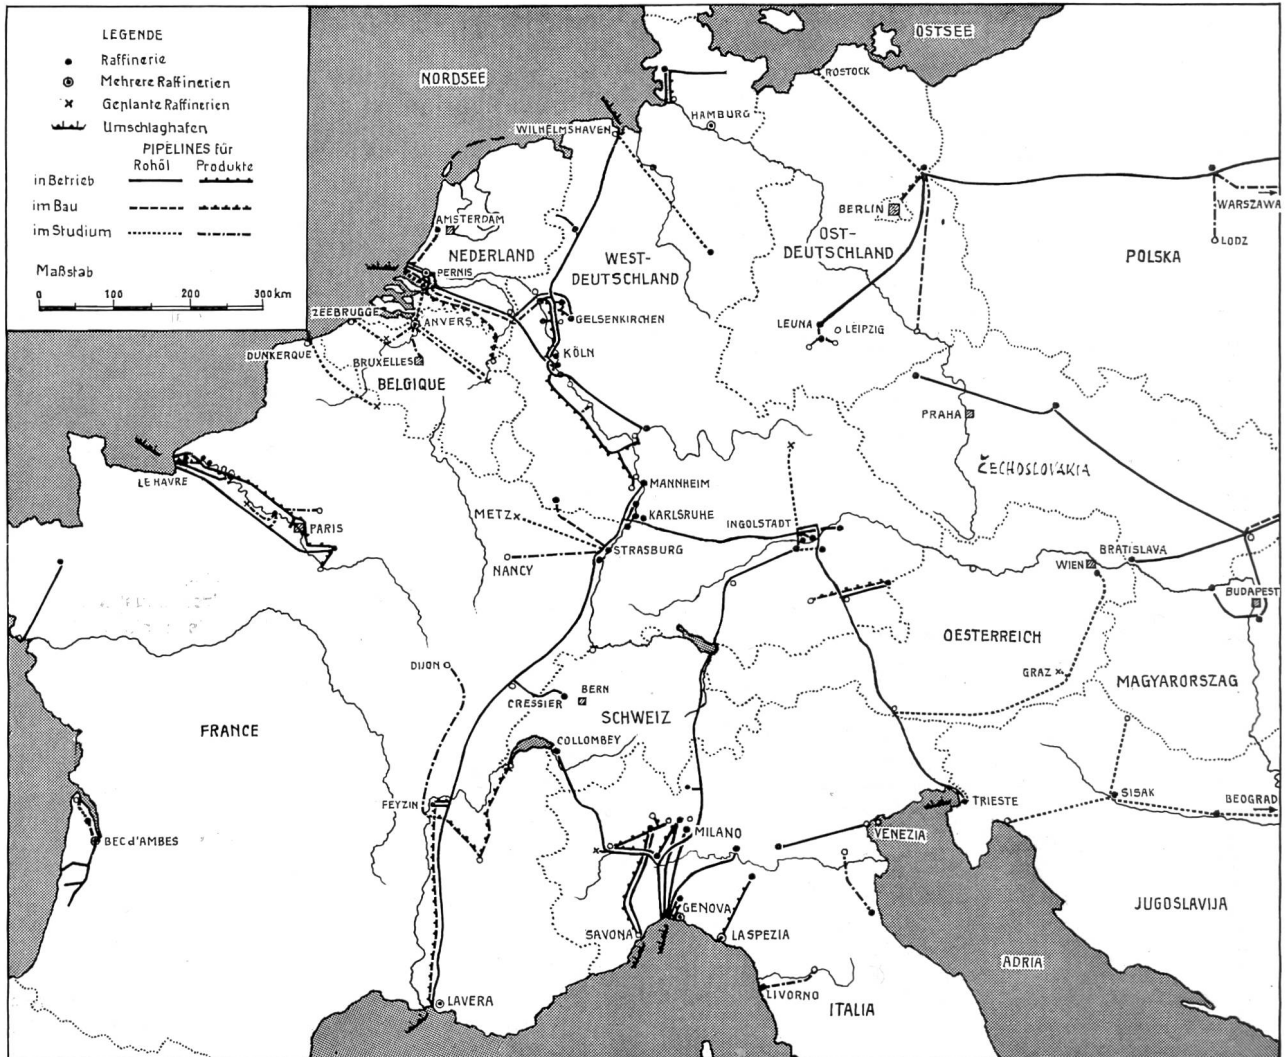 LEGENDE
Raffinerie
Mehrere Raffinerien
Geplante Raffinerien
Umschlaghafen
PIPELINES für
Rohöl Produkte
in Betrieb
im Bau
im Studium
Maßstab
0 100 200 300 km
NORDSEE
OSTSEE
ROSTOCK
HAMBURG
WILHELMSHAVEN
BERLIN
WARSZAWA
LODZ
POLSKA
AMSTERDAM
NEDERLAND
PERNIS
WEST-
DEUTSCHLAND
OST-
DEUTSCHLAND
ZEEBRUGGE
ANVERS
GELSENKIRCHEN
LEUNA
LEIPZIG
DUNKERQUE
BRUXELLES
BELGIQUE
KÖLN
PRAHA
ČECHOSLOVAKIA
LE HAVRE
PARIS
METZ
MANNHEIM
KARLSRUHE
INGOLSTADT
STRASBURG
NANCY
WIEN
BRATISLAVA
BUDAPEST
OESTERREICH
GRAZ
MAGYARORSZAG
DIJON
CRESSIER
BERN
SCHWEIZ
COLLOMBEY
FRANCE
FEYZIN
BEC d'AMBES
MILANO
VENEZIA
TRIESTE
SISAK
BEOGRAD
GENOVA
SAVONA
LA SPEZIA
LIVORNO
ITALIA
ADRIA
JUGOSLAVIJA
LAVERA